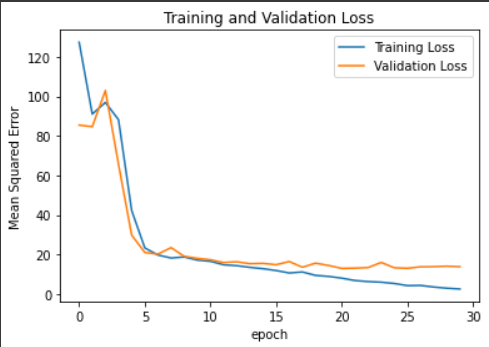 Training and Validation Loss
Training Loss
Validation Loss
Mean Squared Error
120
100
80
60
40
20
0
0
5
10
15
20
25
30
epoch